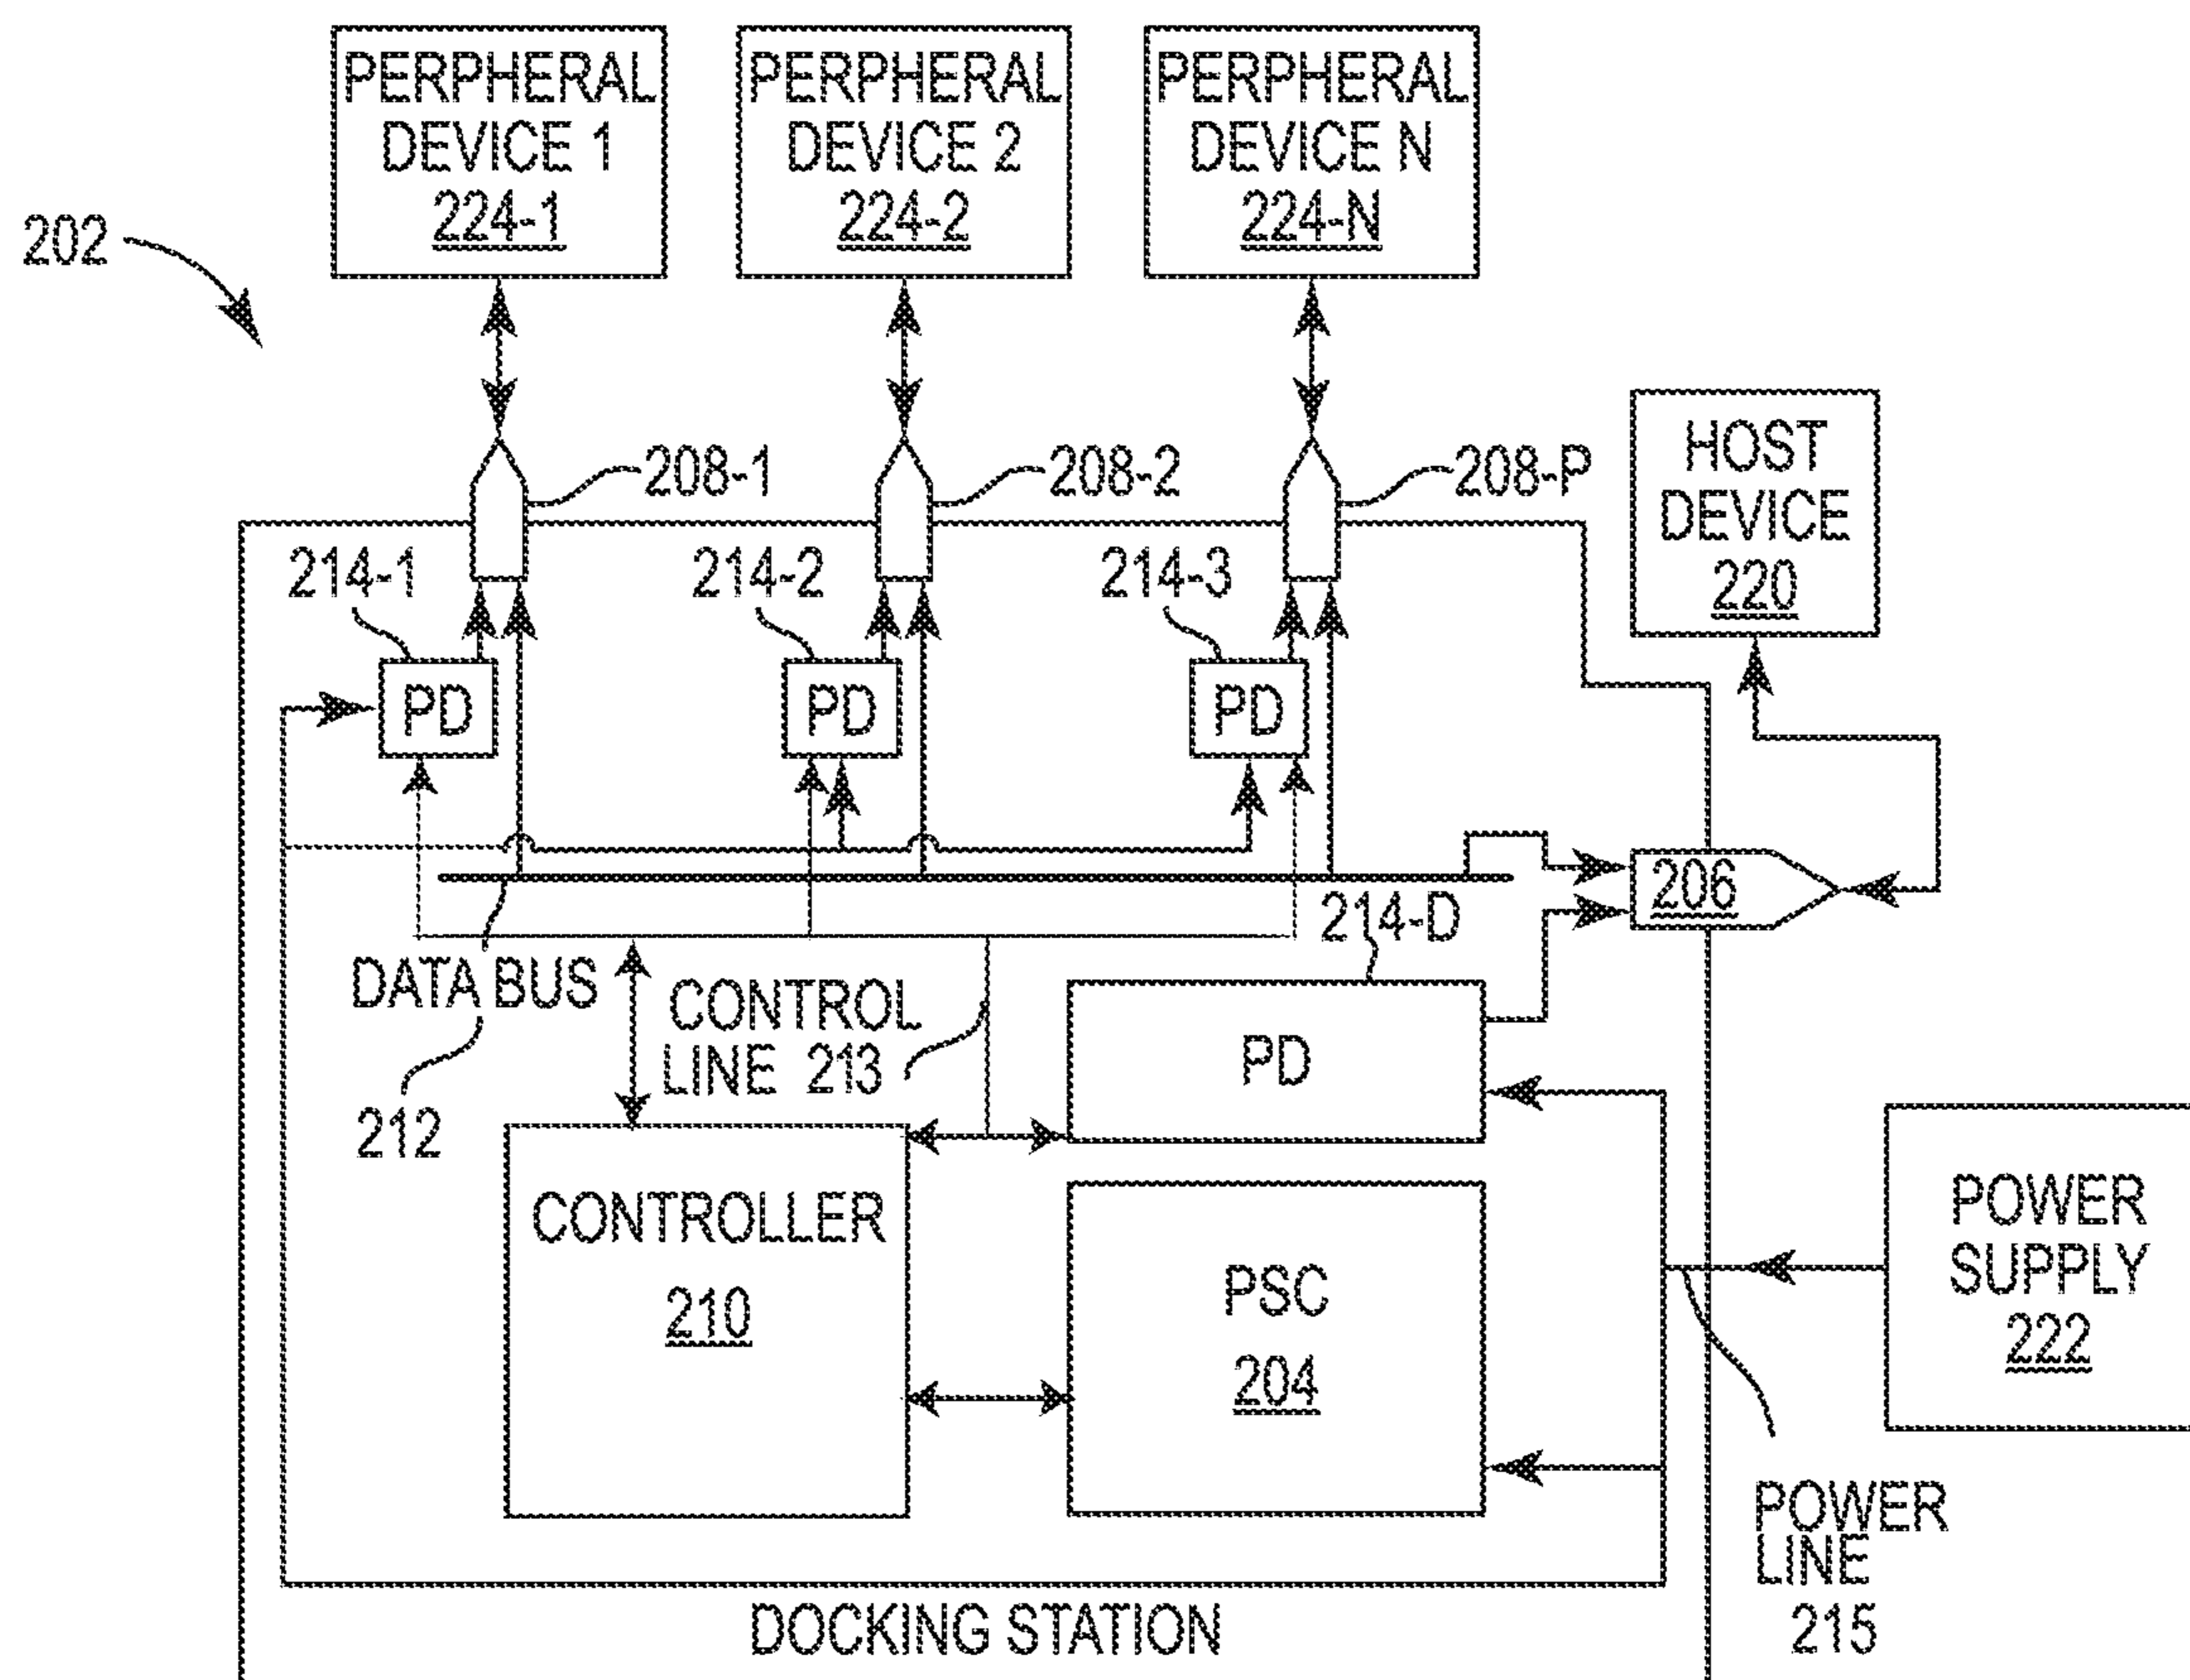 PERPHERAL
DEVICE 1
224-1
PERPHERAL
DEVICE 2
224-2
PERPHERAL
DEVICE N
224-N
202
208-1
208-2
208-P
HOST
DEVICE
220
214-1
214-2
214-3
PD
PD
PD
206
214-D
DATA BUS
212
CONTROL
LINE 213
PD
CONTROLLER
210
PSC
204
POWER
SUPPLY
222
POWER
LINE
215
DOCKING STATION